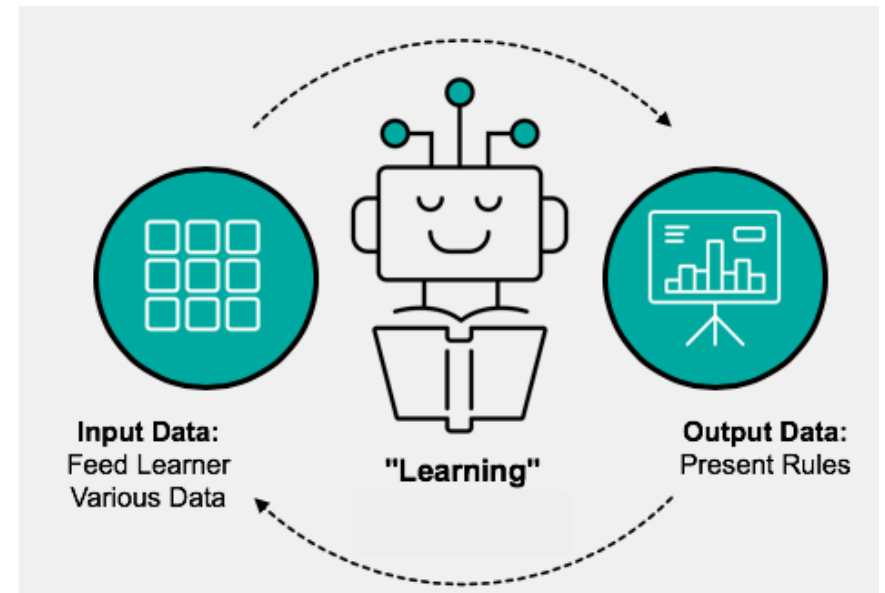 Input Data:
Feed Learner
Various Data
"Learning"
Output Data:
Present Rules